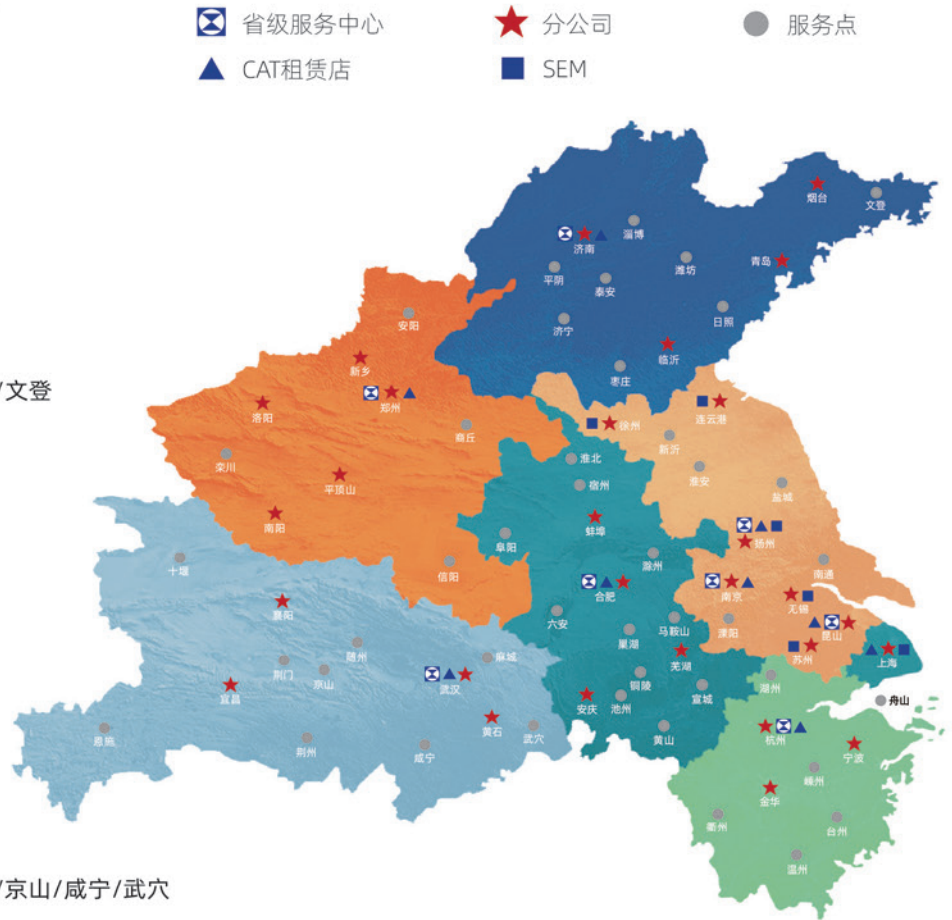 省级服务中心
分公司
服务点
CAT租赁店
SEM
烟台
文登
淄博
济南
青岛
潍坊
平阴
泰安
日照
济宁
临沂
枣庄
安阳
新乡
/文登
郑州
洛阳
连云港
徐州
商丘
新沂
栾川
淮北
淮安
平顶山
宿州
盐城
南阳
蚌埠
扬州
阜阳
滁州
十堰
信阳
南通
合肥
南京
无锡
襄阳
六安
马鞍山
溧阳
昆山
巢湖
随州
麻城
芜湖
苏州
上海
荆门
京山
武汉
铜陵
湖州
宜昌
宣城
安庆
池州
舟山
黄石
恩施
武穴
黄山
杭州
荆州
咸宁
宁波
嵊州
金华
衢州
台州
温州
/京山/咸宁/武穴